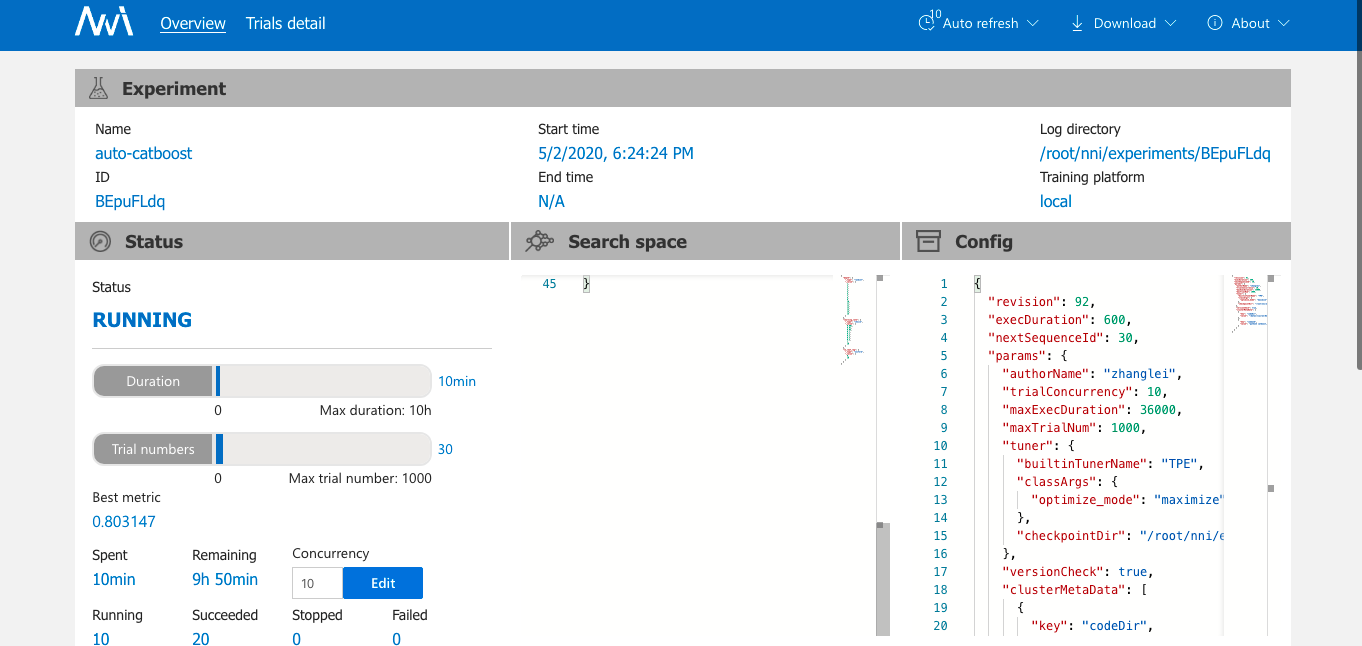 NNI Overview Trials detail 10 Auto refresh Download About
Experiment
Name
auto-catboost
ID
BEpuFLdq
Start time
5/2/2020, 6:24:24 PM
End time
N/A
Log directory
/root/nni/experiments/BEpuFLdq
Training platform
local
Status
Status
RUNNING
Duration 10min
0 Max duration: 10h
Trial numbers 30
0 Max trial number: 1000
Best metric
0.803147
Spent Remaining Concurrency
10min 9h 50min 10 Edit
Running Succeeded Stopped Failed
10 20 0 0
Search space
45 }
Config
1 {
2 "revision": 92,
3 "execDuration": 600,
4 "nextSequenceId": 30,
5 "params": {
6 "authorName": "zhanglei",
7 "trialConcurrency": 10,
8 "maxExecDuration": 36000,
9 "maxTrialNum": 1000,
10 "tuner": {
11 "builtinTunerName": "TPE",
12 "classArgs": {
13 "optimize_mode": "maximize"
14 },
15 "checkpointDir": "/root/nni/e
16 },
17 "versionCheck": true,
18 "clusterMetaData": [
19 {
20 "key": "codeDir",